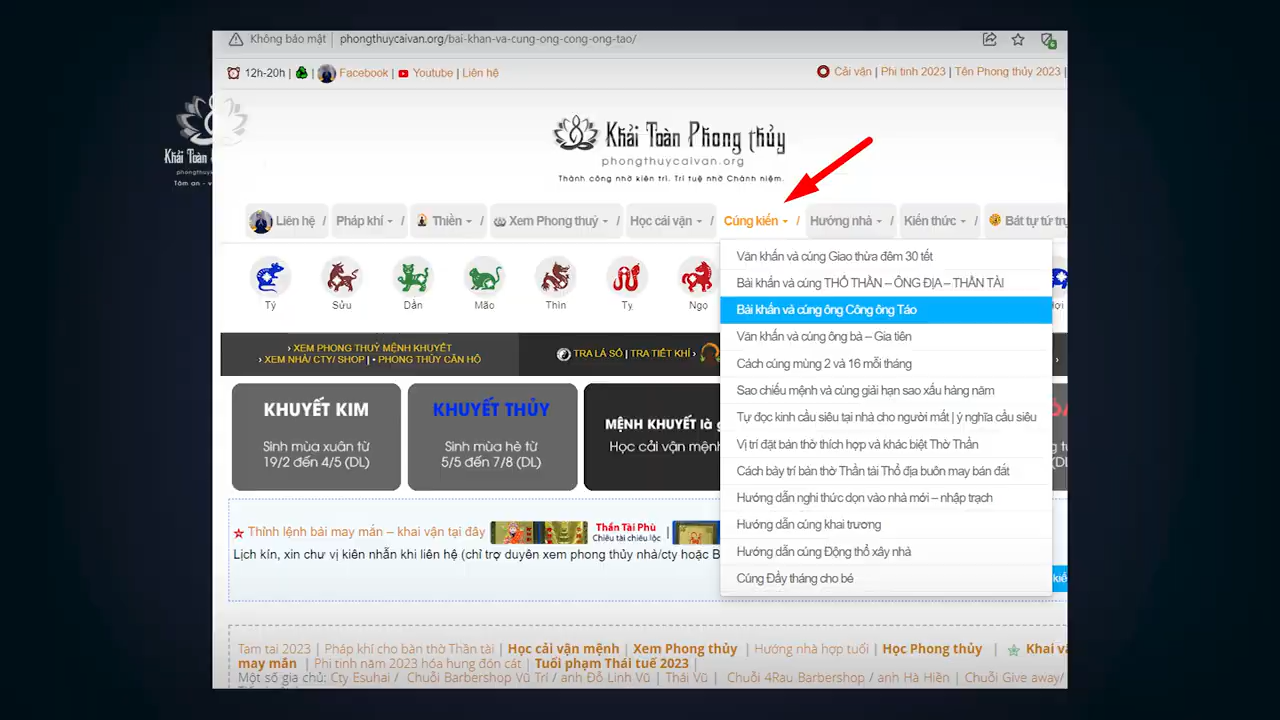 Không bảo mật | phongthuycaivan.org/bai-khan-va-cung-ong-cong-ong-tao/
12h-20h | | Facebook | Youtube | Liên hệ
Cải vận | Phi tinh 2023 | Tên Phong thủy 2023 |
Khải Toàn
phongthuyc
Tâm an - v
Khải Toàn Phong thủy
phongthuycaivan.org
Thành công nhờ kiên trì. Trí tuệ nhờ Chánh niệm.
Liên hệ / Pháp khí / Thiền / Xem Phong thuỷ / Học cải vận / Cúng kiến / Hướng nhà / Kiến thức / Bát tự tứ trụ
Văn khấn và cúng Giao thừa đêm 30 tết
Bài khấn và cúng THỔ THẦN – ÔNG ĐỊA – THẦN TÀI
Bài khấn và cúng ông Công ông Táo
Văn khấn và cúng ông bà – Gia tiên
Cách cúng mùng 2 và 16 mỗi tháng
Sao chiếu mệnh và cúng giải hạn sao xấu hàng năm
Tự đọc kinh cầu siêu tại nhà cho người mất | ý nghĩa cầu siêu
Vị trí đặt bàn thờ thích hợp và khác biệt Thờ Thần
Cách bày trí bàn thờ Thần tài Thổ địa buôn may bán đắt
Hướng dẫn nghi thức dọn vào nhà mới – nhập trạch
Hướng dẫn cúng khai trương
Hướng dẫn cúng Động thổ xây nhà
Cúng Đầy tháng cho bé
Tý Sửu Dần Mão Thìn Tỵ Ngọ Hợi
› XEM PHONG THUỶ MỆNH KHUYẾT
› XEM NHÀ/ CTY/ SHOP | • PHONG THỦY CĂN HỘ
TRA LÁ SỐ | TRA TIẾT KHÍ ›
KHUYẾT KIM
Sinh mùa xuân từ
19/2 đến 4/5 (DL)
KHUYẾT THỦY
Sinh mùa hè từ
5/5 đến 7/8 (DL)
MỆNH KHUYẾT là g
Học cải vận mệnh
Thỉnh lệnh bài may mắn – khai vận tại đây
Thần Tài Phù
Chiêu tài chiêu lộc |
Lịch kín, xin chư vị kiên nhẫn khi liên hệ (chỉ trợ duyên xem phong thủy nhà/cty hoặc B
kiế
Tam tai 2023 | Pháp khí cho bàn thờ Thần tài | Học cải vận mệnh | Xem Phong thủy | Hướng nhà hợp tuổi | Học Phong thủy | Khai vậ
may mắn | Phi tinh năm 2023 hóa hung đón cát | Tuổi phạm Thái tuế 2023 |
Một số gia chủ: Cty Esuhai / Chuỗi Barbershop Vũ Trí / anh Đỗ Linh Vũ | Thái Vũ | Chuỗi 4Rau Barbershop / anh Hà Hiền | Chuỗi Give away/